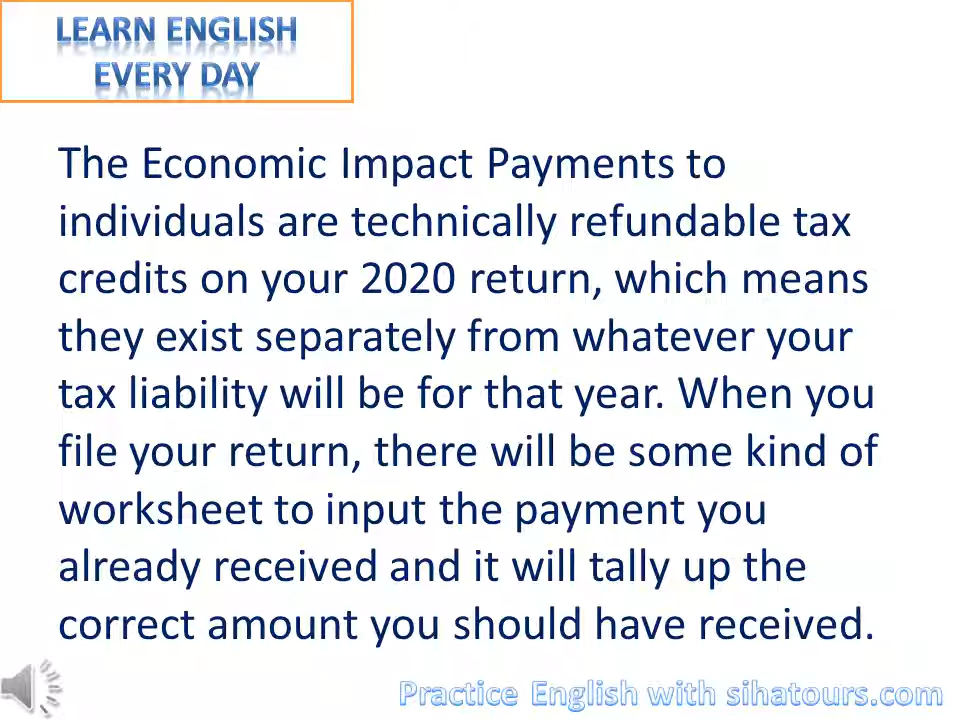 LEARN ENGLISH
EVERY DAY
The Economic Impact Payments to
individuals are technically refundable tax
credits on your 2020 return, which means
they exist separately from whatever your
tax liability will be for that year. When you
file your return, there will be some kind of
worksheet to input the payment you
already received and it will tally up the
correct amount you should have received.
Practice English with sihatours.com